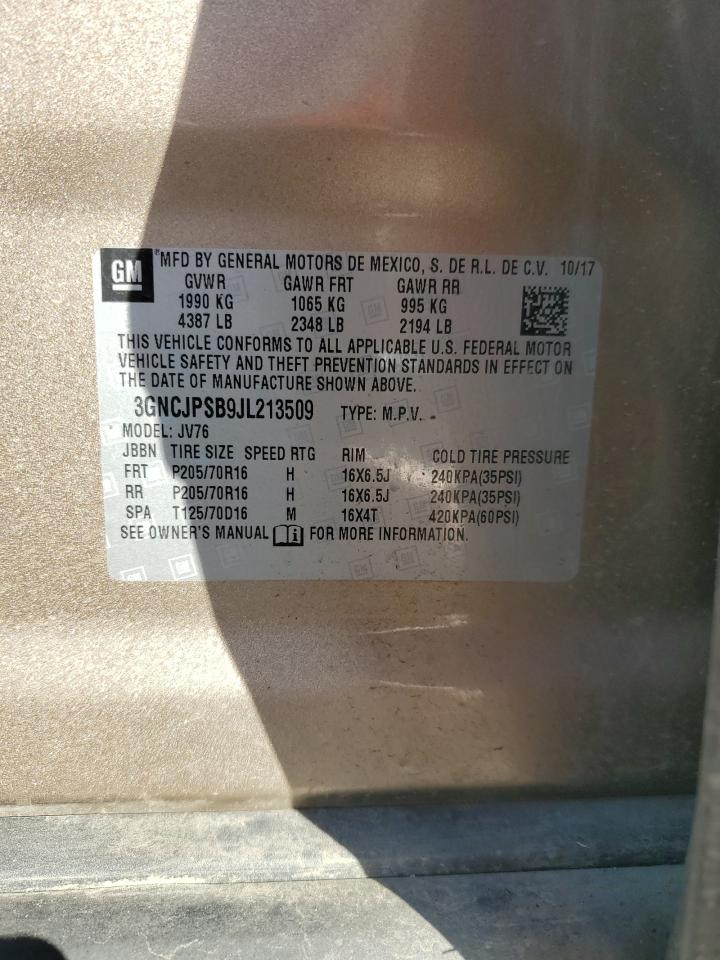 GM
MFD BY GENERAL MOTORS DE MEXICO, S. DE R.L. DE C.V. 10/17
GVWR GAWR FRT GAWR RR
1990 KG 1065 KG 995 KG
4387 LB 2348 LB 2194 LB
THIS VEHICLE CONFORMS TO ALL APPLICABLE U.S. FEDERAL MOTOR
VEHICLE SAFETY AND THEFT PREVENTION STANDARDS IN EFFECT ON
THE DATE OF MANUFACTURE SHOWN ABOVE.
3GNCJPSB9JL213509 TYPE: M.P.V.
MODEL: JV76
JBBN TIRE SIZE SPEED RTG RIM COLD TIRE PRESSURE
FRT P205/70R16 H 16X6.5J 240KPA(35PSI)
RR P205/70R16 H 16X6.5J 240KPA(35PSI)
SPA T125/70D16 M 16X4T 420KPA(60PSI)
SEE OWNER'S MANUAL FOR MORE INFORMATION.